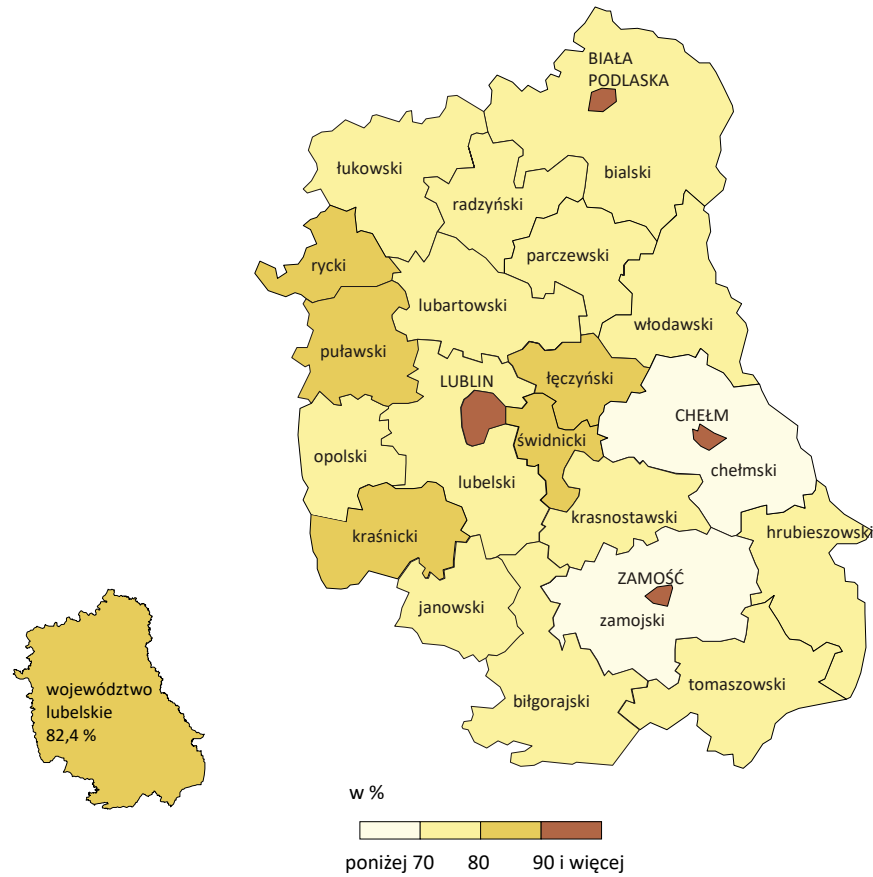 BIAŁA
PODLASKA
łukowski
bialski
radzyński
parczewski
rycki
lubartowski
włodawski
puławski
łęczyński
LUBLIN
CHEŁM
świdnicki
opolski
chełmski
lubelski
krasnostawski
hrubieszowski
kraśnicki
ZAMOŚĆ
janowski
zamojski
tomaszowski
biłgorajski
województwo
lubelskie
82,4 %
w %
poniżej 70 80 90 i więcej